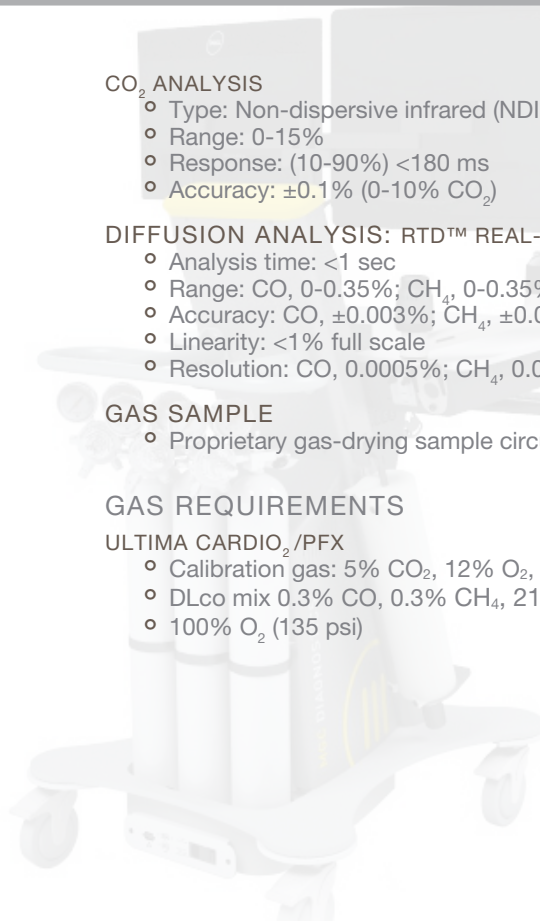 CO₂ ANALYSIS
° Type: Non-dispersive infrared (NDI
° Range: 0-15%
° Response: (10-90%) <180 ms
° Accuracy: ±0.1% (0-10% CO₂)
DIFFUSION ANALYSIS: RTD™ REAL-
° Analysis time: <1 sec
° Range: CO, 0-0.35%; CH₄, 0-0.35%
° Accuracy: CO, ±0.003%; CH₄, ±0.0
° Linearity: <1% full scale
° Resolution: CO, 0.0005%; CH₄, 0.0
GAS SAMPLE
° Proprietary gas-drying sample circ
GAS REQUIREMENTS
ULTIMA CARDIO₂/PFX
° Calibration gas: 5% CO₂, 12% O₂,
° DLco mix 0.3% CO, 0.3% CH₄, 21
° 100% O₂ (135 psi)